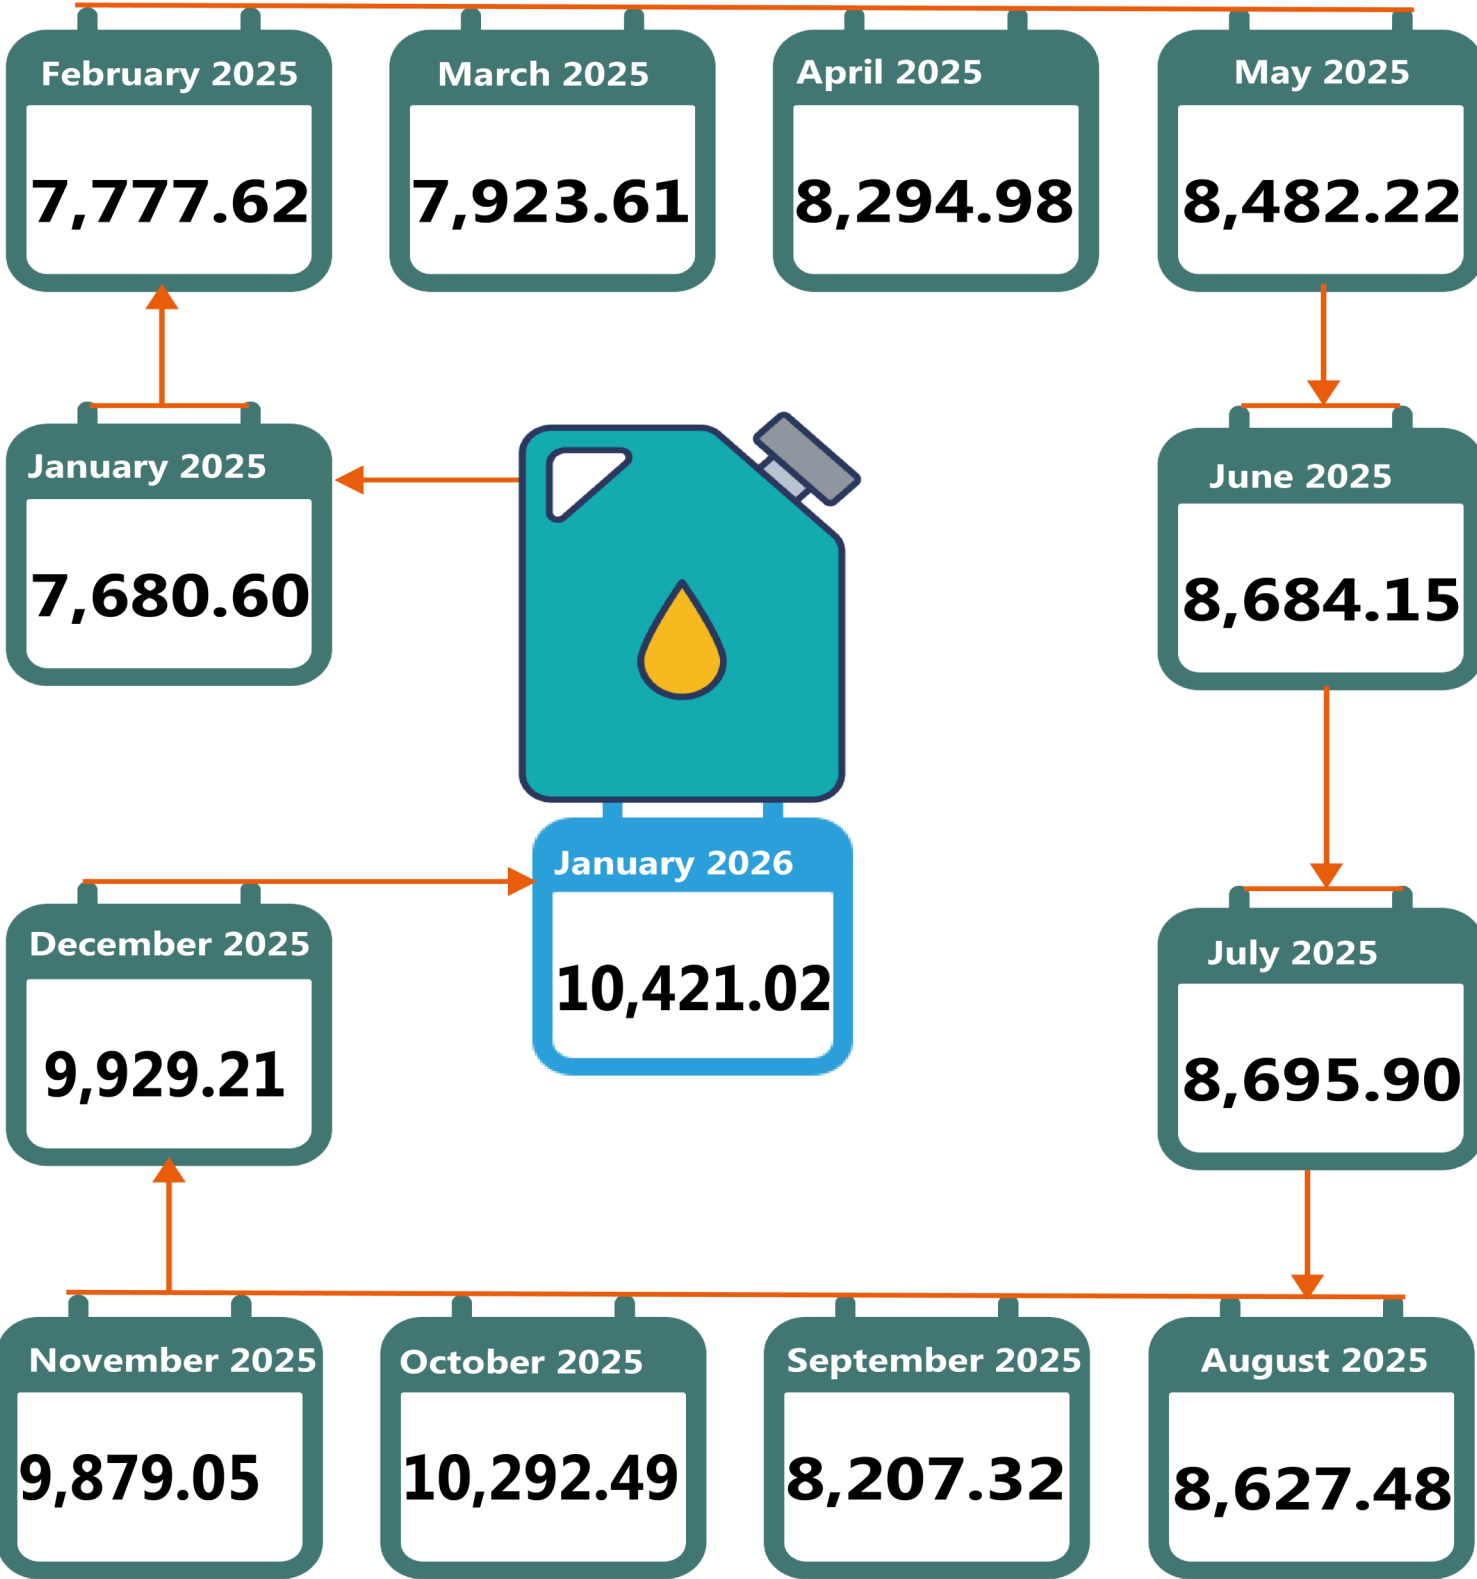 February 2025
7,777.62
March 2025
7,923.61
April 2025
8,294.98
May 2025
8,482.22
January 2025
7,680.60
June 2025
8,684.15
January 2026
10,421.02
December 2025
9,929.21
July 2025
8,695.90
November 2025
9,879.05
October 2025
10,292.49
September 2025
8,207.32
August 2025
8,627.48